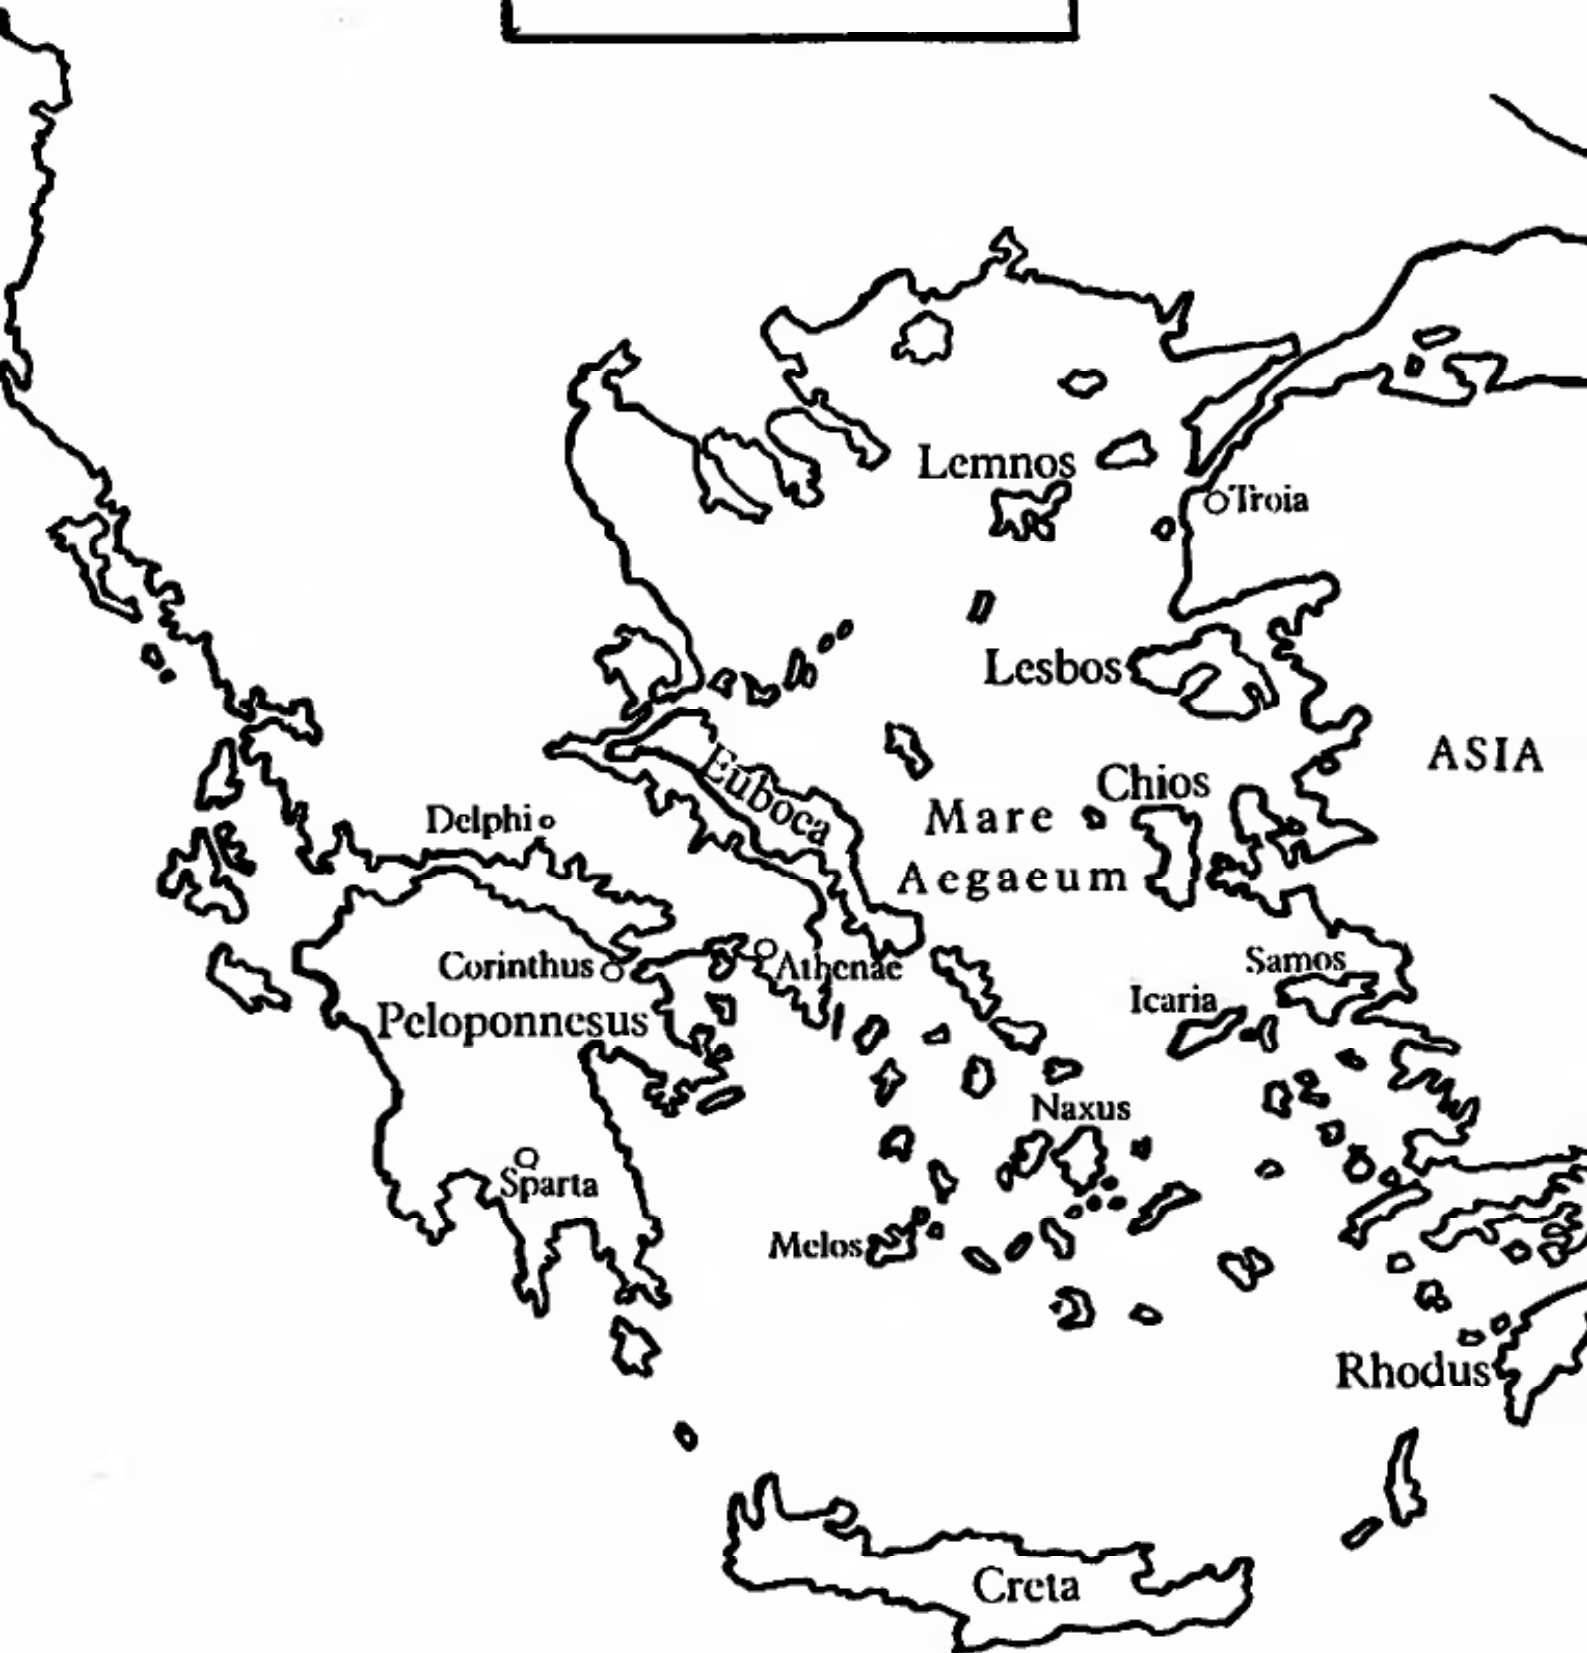 Lemnos
Troia
Lesbos
ASIA
Euboea
Chios
Mare
Aegaeum
Delphi
Corinthus
Athenae
Samos
Icaria
Peloponnesus
Naxus
Sparta
Melos
Rhodus
Creta